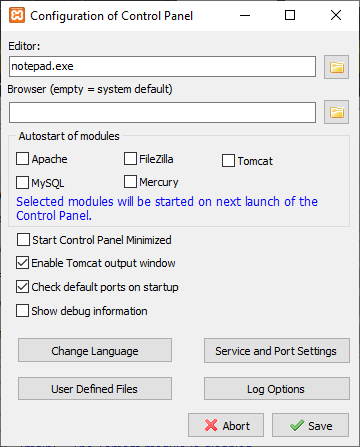 Configuration of Control Panel
Editor:
notepad.exe
Browser (empty = system default)
Autostart of modules
Apache
FileZilla
Tomcat
MySQL
Mercury
Selected modules will be started on next launch of the
Control Panel.
Start Control Panel Minimized
Enable Tomcat output window
Check default ports on startup
Show debug information
Change Language
Service and Port Settings
User Defined Files
Log Options
Abort
Save